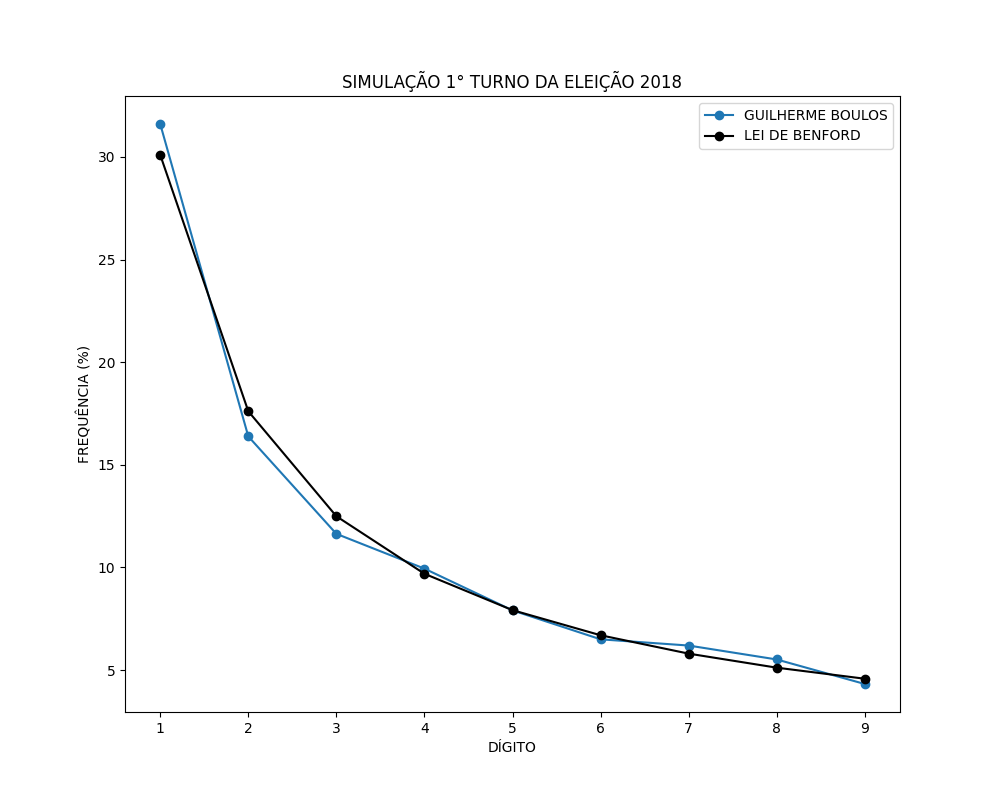 SIMULAÇÃO 1° TURNO DA ELEIÇÃO 2018
GUILHERME BOULOS
LEI DE BENFORD
FREQUÊNCIA (%)
30
25
20
15
10
5
1 2 3 4 5 6 7 8 9
DÍGITO